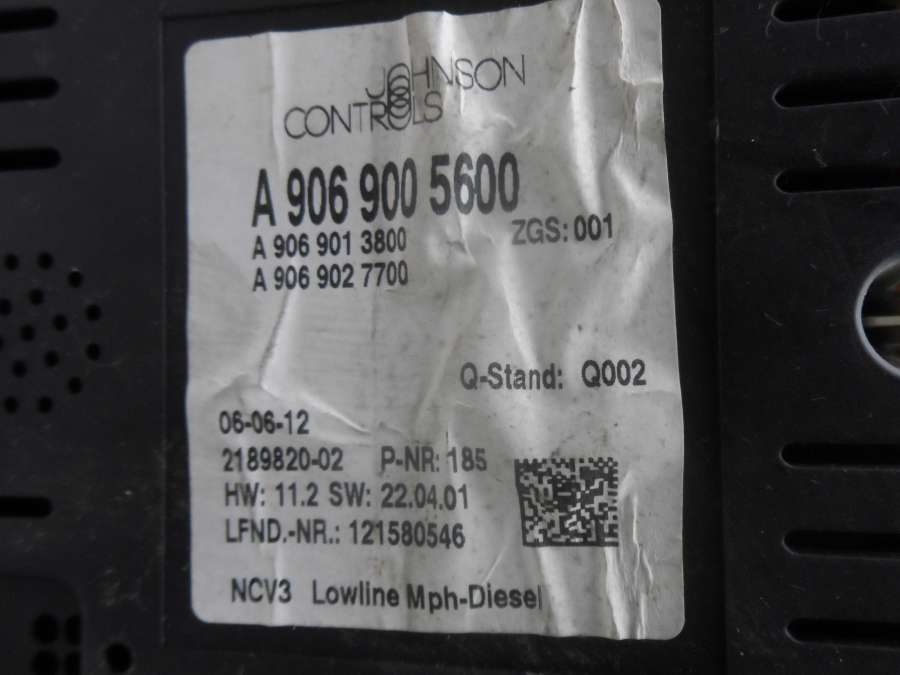 JOHNSON
CONTROLS
A 906 900 5600
A 906 901 3800
ZGS: 001
A 906 902 7700
Q-Stand: Q002
06-06-12
2189820-02 P-NR: 185
HW: 11.2 SW: 22.04.01
LFND.-NR.: 121580546
NCV3 Lowline Mph-Diesel